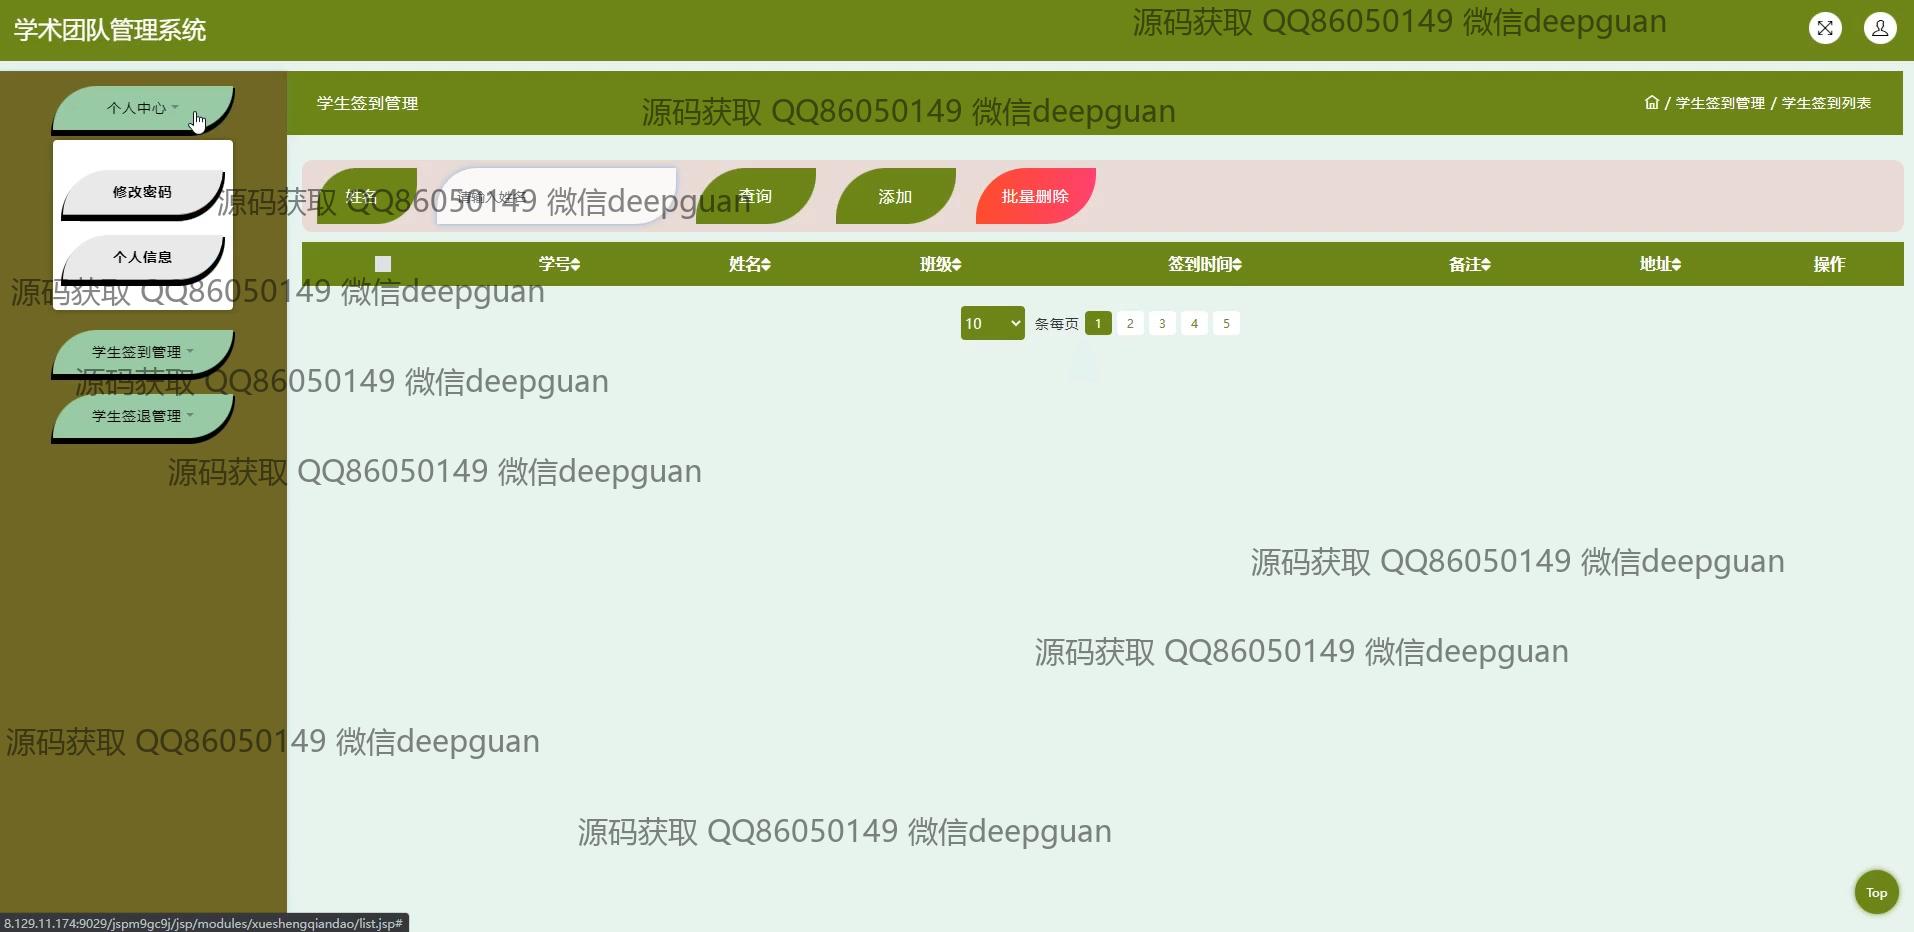 学术团队管理系统
源码获取 QQ86050149 微信deepguan
个人中心
学生签到管理
源码获取 QQ86050149 微信deepguan
/ 学生签到管理 / 学生签到列表
修改密码
姓名
请输入姓名
查询
添加
批量删除
源码获取 QQ86050149 微信deepguan
个人信息
学号 姓名 班级 签到时间 备注 地址 操作
源码获取 QQ86050149 微信deepguan
10 条每页 1 2 3 4 5
学生签到管理
源码获取 QQ86050149 微信deepguan
学生签退管理
源码获取 QQ86050149 微信deepguan
源码获取 QQ86050149 微信deepguan
源码获取 QQ86050149 微信deepguan
源码获取 QQ86050149 微信deepguan
源码获取 QQ86050149 微信deepguan
Top
8.129.11.174:9029/jspm9gc9j/jsp/modules/xueshengqiandao/list.jsp#